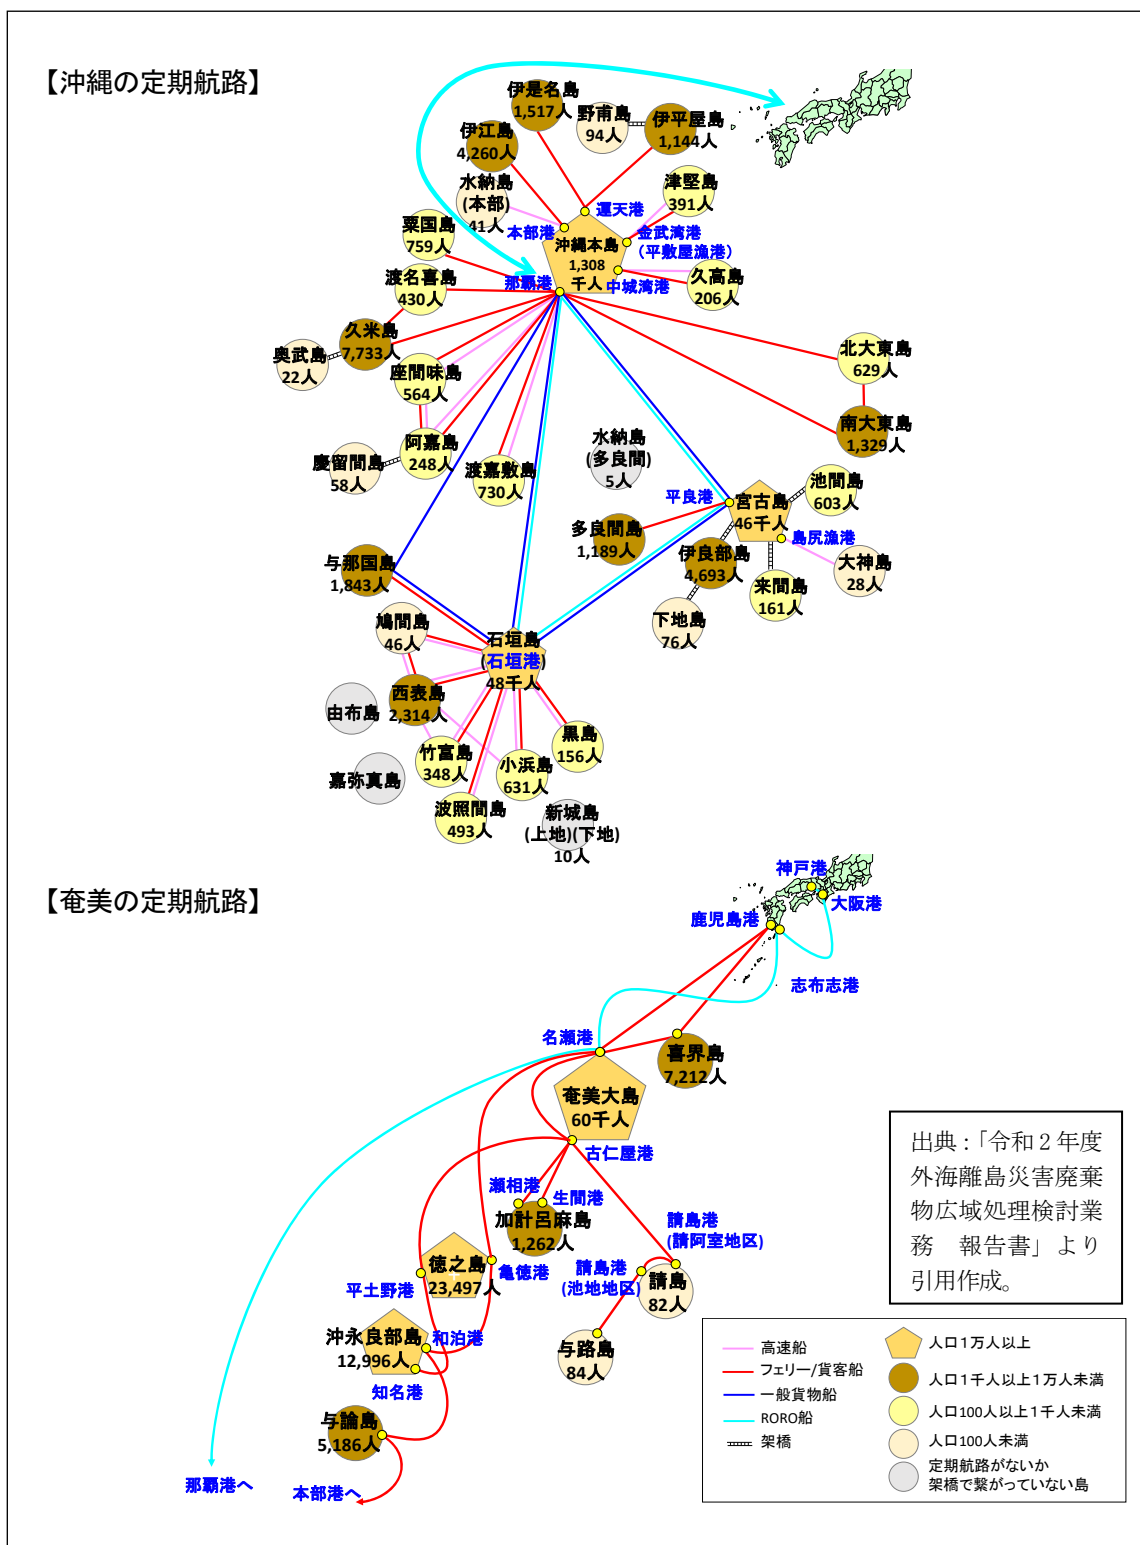 【沖縄の定期航路】
伊是名島
1,517人
野甫島
94人
伊平屋島
1,144人
伊江島
4,260人
水納島
(本部)
41人
津堅島
391人
運天港
本部港
金武湾港
(平敷屋漁港)
沖縄本島
1,308
千人
粟国島
759人
那覇港
中城湾港
久高島
206人
渡名喜島
430人
久米島
7,733人
奥武島
22人
座間味島
564人
北大東島
629人
南大東島
1,329人
阿嘉島
248人
慶留間島
58人
渡嘉敷島
730人
水納島
(多良間)
5人
池間島
603人
平良港
宮古島
46千人
島尻漁港
多良間島
1,189人
伊良部島
4,693人
大神島
28人
来間島
161人
下地島
76人
与那国島
1,843人
鳩間島
46人
石垣島
(石垣港)
48千人
西表島
2,314人
由布島
竹富島
348人
小浜島
631人
黒島
156人
嘉弥真島
波照間島
493人
新城島
(上地)(下地)
10人
【奄美の定期航路】
神戸港
大阪港
鹿児島港
志布志港
名瀬港
喜界島
7,212人
奄美大島
60千人
古仁屋港
瀬相港
生間港
加計呂麻島
1,262人
請島港
(請阿室地区)
請島港
(池地地区)
請島
82人
徳之島
23,497人
亀徳港
平土野港
和泊港
沖永良部島
12,996人
知名港
与路島
84人
与論島
5,186人
那覇港へ
本部港へ
出典：「令和２年度
外海離島災害廃棄
物広域処理検討業
務　報告書」より
引用作成。
高速船
フェリー/貨客船
一般貨物船
RORO船
架橋
人口１万人以上
人口１千人以上１万人未満
人口100人以上１千人未満
人口100人未満
定期航路がないか
架橋で繋がっていない島